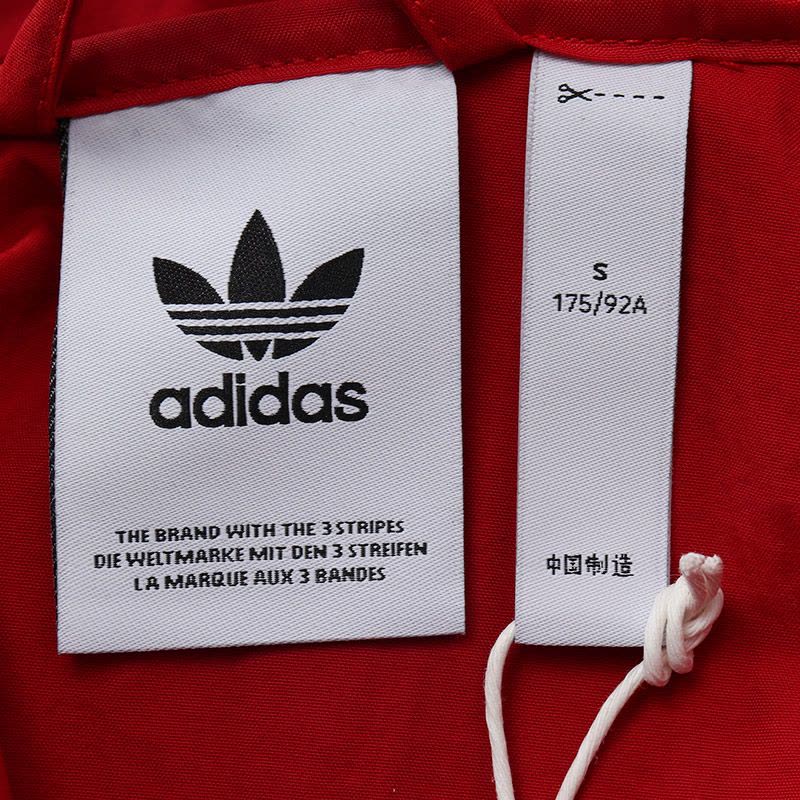 adidas
THE BRAND WITH THE 3 STRIPES
DIE WELTMARKE MIT DEN 3 STREIFEN
LA MARQUE AUX 3 BANDES
S
175/92A
中国制造